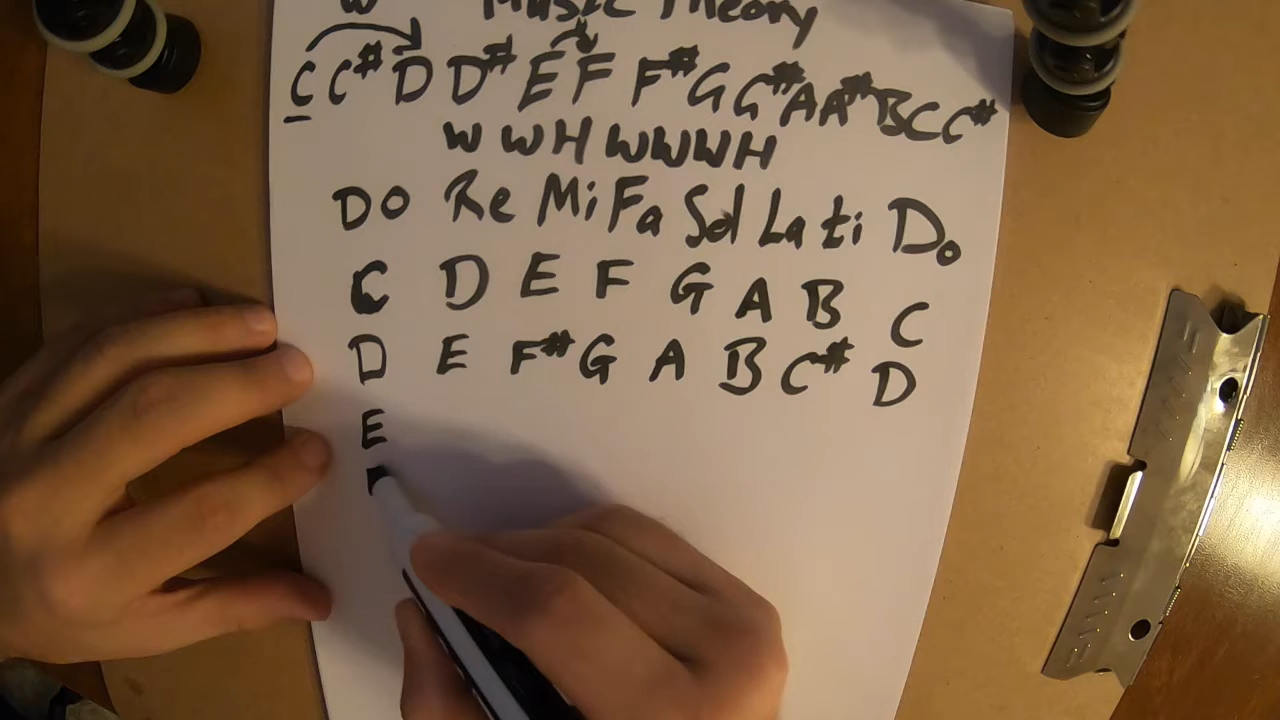 W Music Theory
C C# D D# E F F# G G# A A# B C C#
W W H W W W H
DO Re Mi Fa Sol La ti Do
C D E F G A B C
D E F# G A B C# D
E